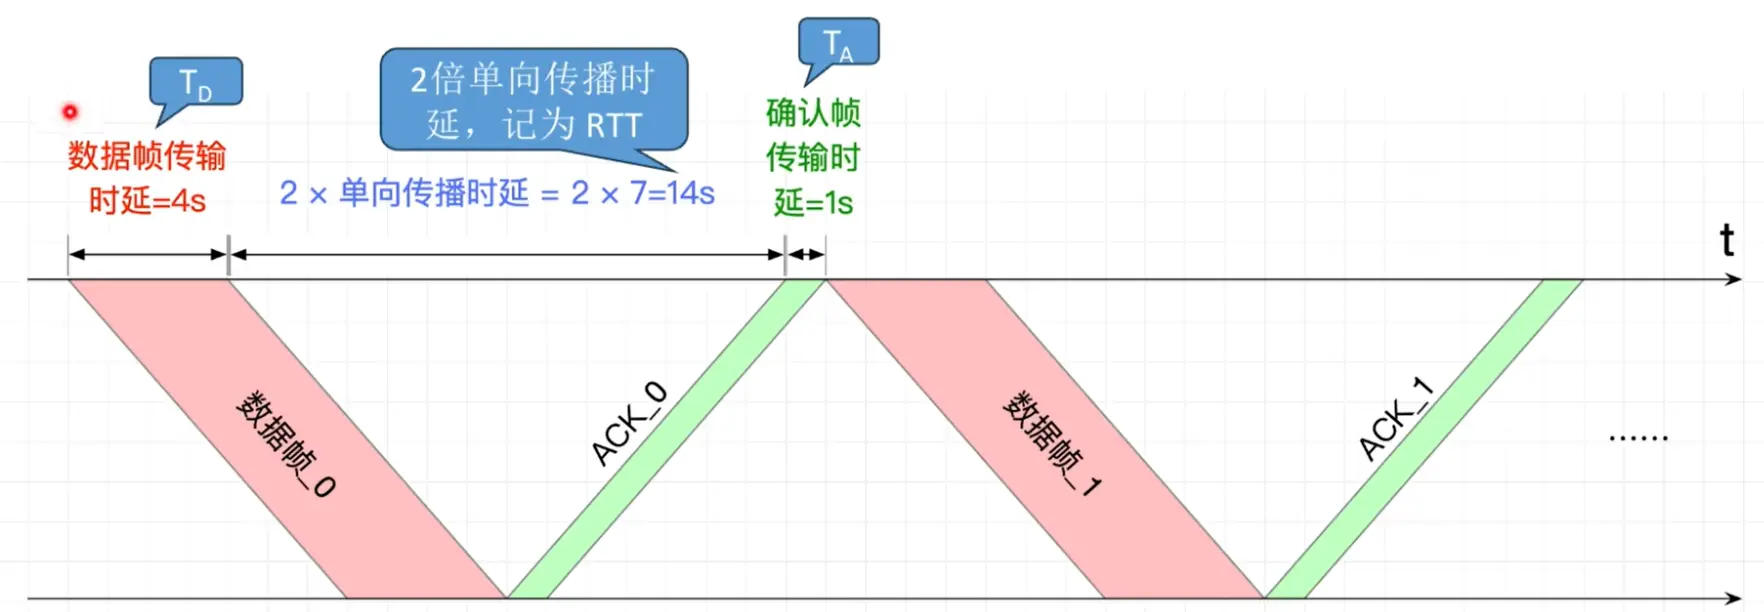 T_D
2倍单向传播时
延，记为 RTT
T_A
数据帧传输
时延=4s
2 × 单向传播时延 = 2 × 7=14s
确认帧
传输时
延=1s
t
数据帧_0
ACK_0
数据帧_1
ACK_1
……